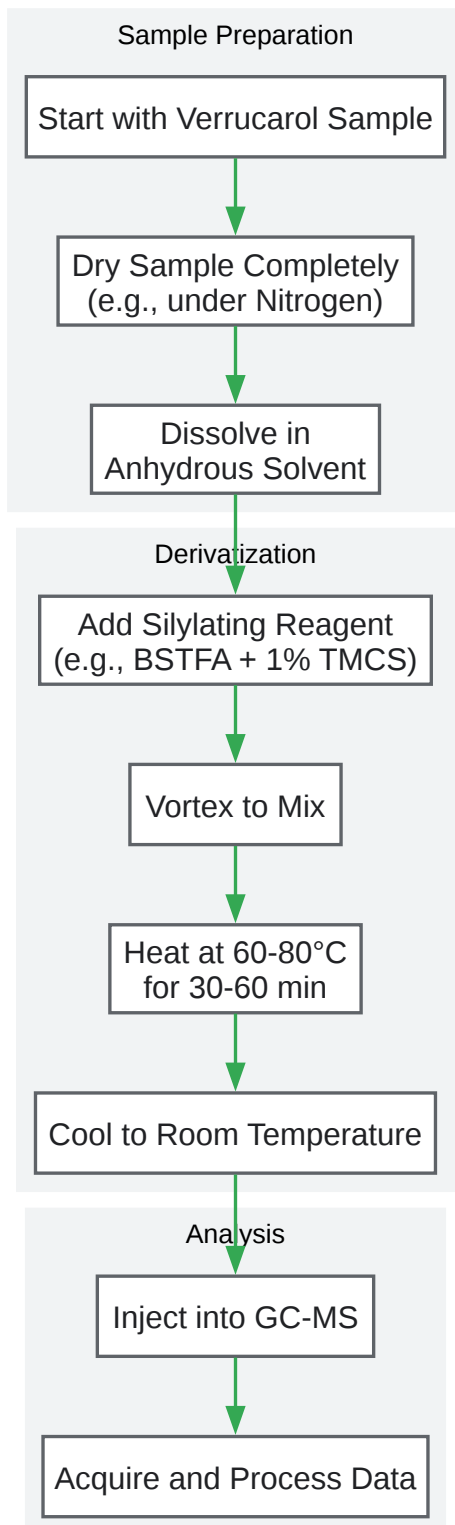 Sample Preparation
Start with Verrucarol Sample
Dry Sample Completely
(e.g., under Nitrogen)
Dissolve in
Anhydrous Solvent
Derivatization
Add Silylating Reagent
(e.g., BSTFA + 1% TMCS)
Vortex to Mix
Heat at 60-80°C
for 30-60 min
Cool to Room Temperature
Analysis
Inject into GC-MS
Acquire and Process Data